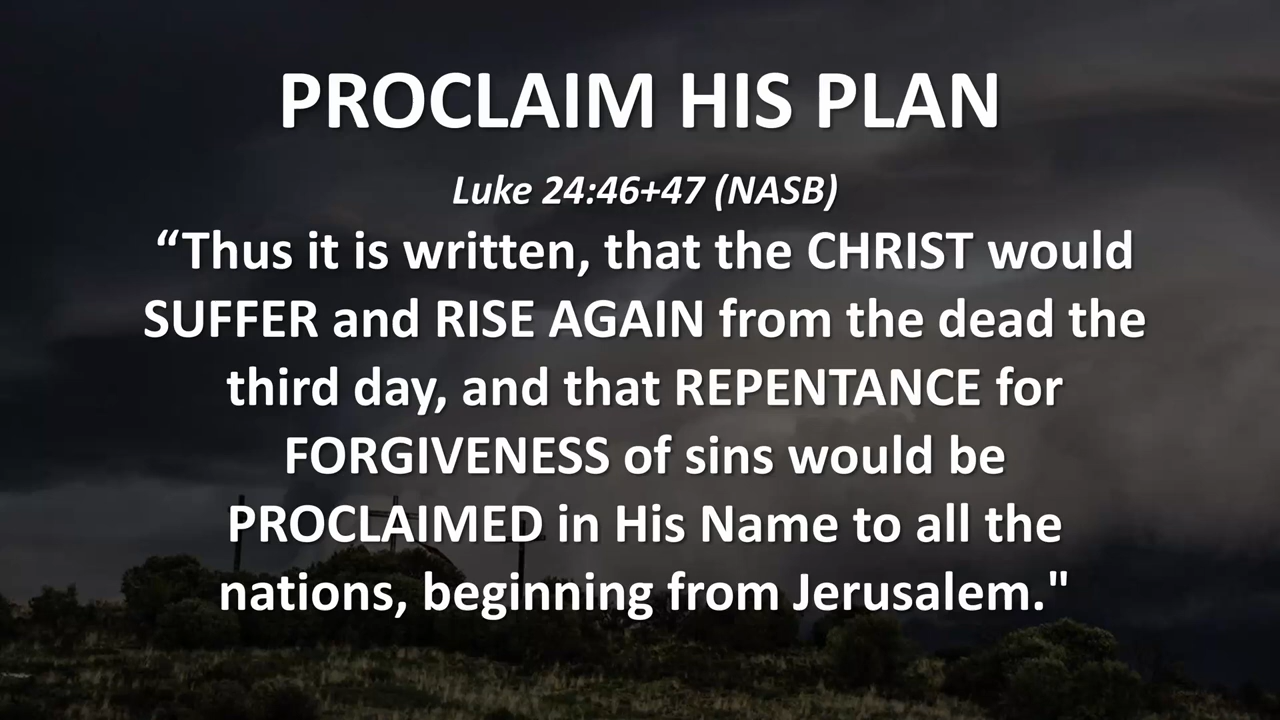 PROCLAIM HIS PLAN
Luke 24:46+47 (NASB)
“Thus it is written, that the CHRIST would
SUFFER and RISE AGAIN from the dead the
third day, and that REPENTANCE for
FORGIVENESS of sins would be
PROCLAIMED in His Name to all the
nations, beginning from Jerusalem."